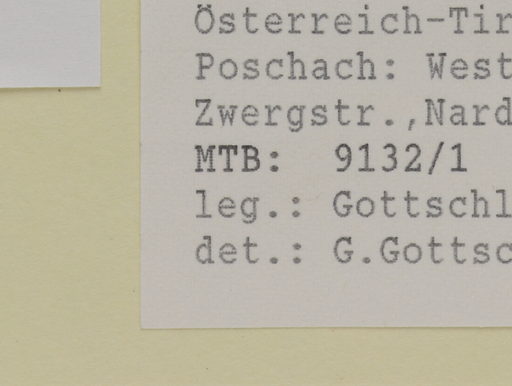 Österreich-Tir
Poschach: West
Zwergstr.,Nard
MTB: 9132/1
leg.: Gottschl
det.: G.Gottsc